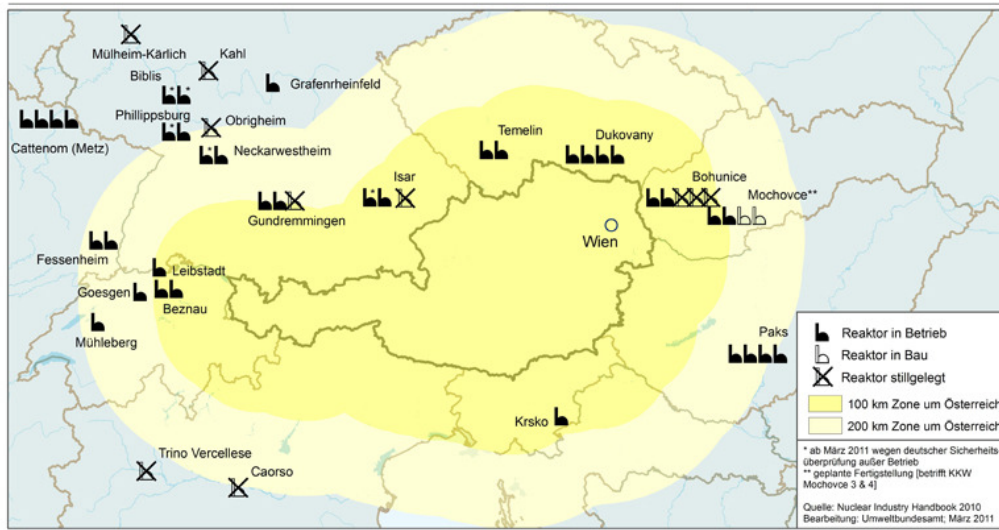 Mülheim-Kärlich
Kahl
Biblis
* *
Grafenrheinfeld
Phillippsburg
*
Obrigheim
Cattenom (Metz)
*
Neckarwestheim
Temelin
Dukovany
Isar
*
Gundremmingen
Bohunice
Mochovce**
Wien
Fessenheim
Leibstadt
Goesgen
Beznau
Mühleberg
Paks
Krsko
Trino Vercellese
Caorso
Reaktor in Betrieb
Reaktor in Bau
Reaktor stillgelegt
100 km Zone um Österreich
200 km Zone um Österreich
* ab März 2011 wegen deutscher Sicherheits-
überprüfung außer Betrieb
** geplante Fertigstellung [betrifft KKW
Mochovce 3 & 4]
Quelle: Nuclear Industry Handbook 2010
Bearbeitung: Umweltbundesamt; März 2011